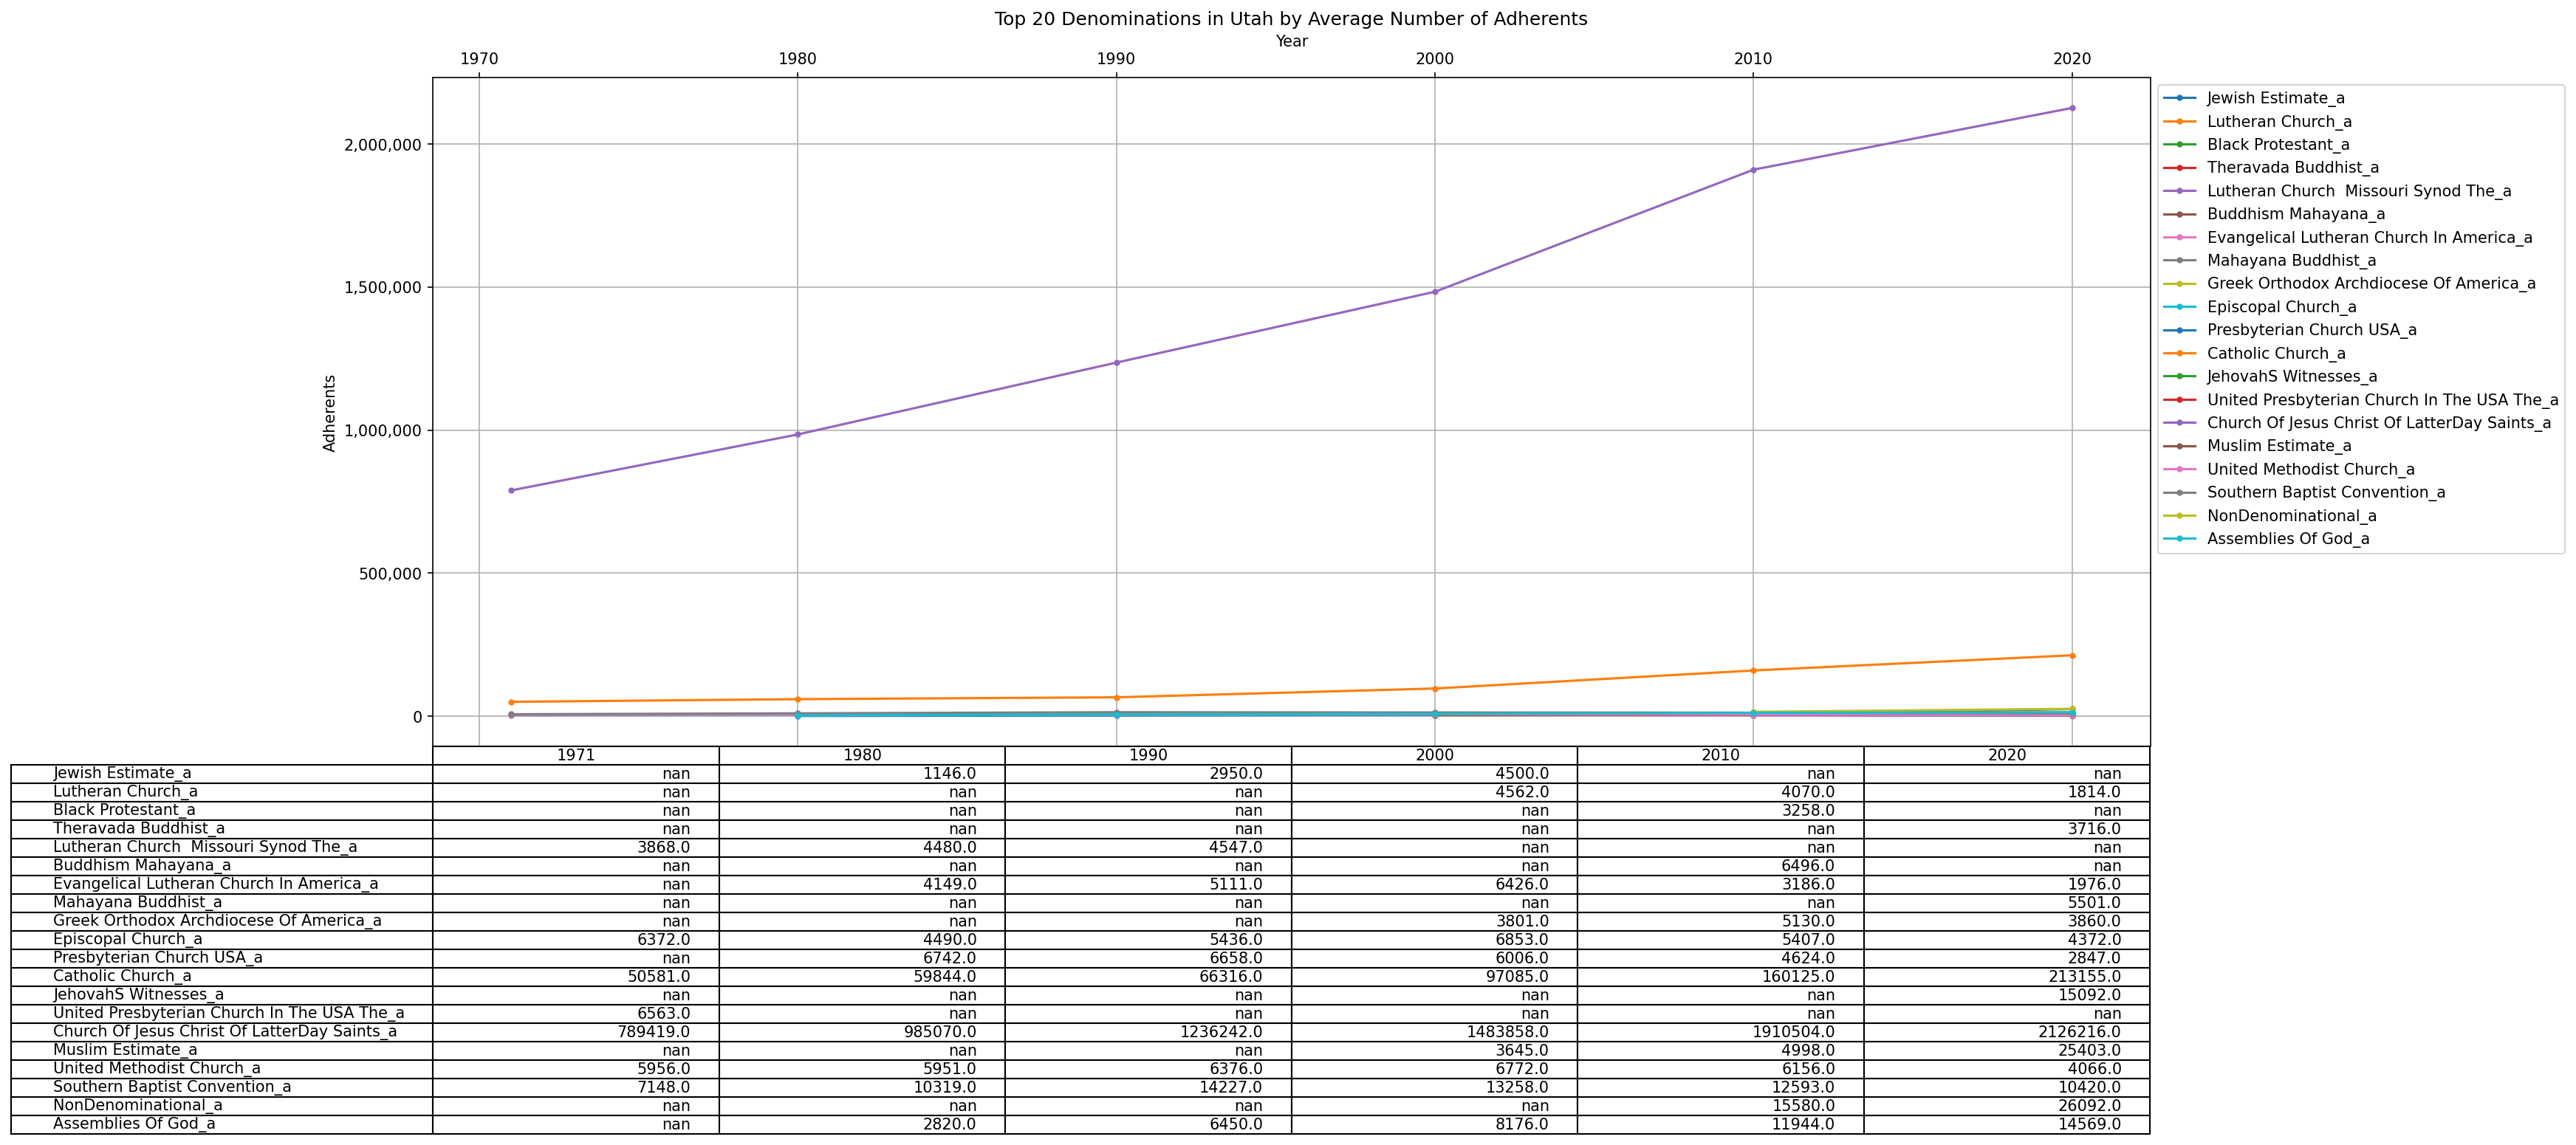 Top 20 Denominations in Utah by Average Number of Adherents
Year
1970 1980 1990 2000 2010 2020
2,000,000
1,500,000
1,000,000
500,000
0
Adherents
Jewish Estimate_a
Lutheran Church_a
Black Protestant_a
Theravada Buddhist_a
Lutheran Church  Missouri Synod The_a
Buddhism Mahayana_a
Evangelical Lutheran Church In America_a
Mahayana Buddhist_a
Greek Orthodox Archdiocese Of America_a
Episcopal Church_a
Presbyterian Church USA_a
Catholic Church_a
JehovahS Witnesses_a
United Presbyterian Church In The USA The_a
Church Of Jesus Christ Of LatterDay Saints_a
Muslim Estimate_a
United Methodist Church_a
Southern Baptist Convention_a
NonDenominational_a
Assemblies Of God_a
1971 1980 1990 2000 2010 2020
Jewish Estimate_a nan 1146.0 2950.0 4500.0 nan nan
Lutheran Church_a nan nan nan 4562.0 4070.0 1814.0
Black Protestant_a nan nan nan nan 3258.0 nan
Theravada Buddhist_a nan nan nan nan nan 3716.0
Lutheran Church  Missouri Synod The_a 3868.0 4480.0 4547.0 nan nan nan
Buddhism Mahayana_a nan nan nan nan 6496.0 nan
Evangelical Lutheran Church In America_a nan 4149.0 5111.0 6426.0 3186.0 1976.0
Mahayana Buddhist_a nan nan nan nan nan 5501.0
Greek Orthodox Archdiocese Of America_a nan nan nan 3801.0 5130.0 3860.0
Episcopal Church_a 6372.0 4490.0 5436.0 6853.0 5407.0 4372.0
Presbyterian Church USA_a nan 6742.0 6658.0 6006.0 4624.0 2847.0
Catholic Church_a 50581.0 59844.0 66316.0 97085.0 160125.0 213155.0
JehovahS Witnesses_a nan nan nan nan nan 15092.0
United Presbyterian Church In The USA The_a 6563.0 nan nan nan nan nan
Church Of Jesus Christ Of LatterDay Saints_a 789419.0 985070.0 1236242.0 1483858.0 1910504.0 2126216.0
Muslim Estimate_a nan nan nan 3645.0 4998.0 25403.0
United Methodist Church_a 5956.0 5951.0 6376.0 6772.0 6156.0 4066.0
Southern Baptist Convention_a 7148.0 10319.0 14227.0 13258.0 12593.0 10420.0
NonDenominational_a nan nan nan nan 15580.0 26092.0
Assemblies Of God_a nan 2820.0 6450.0 8176.0 11944.0 14569.0